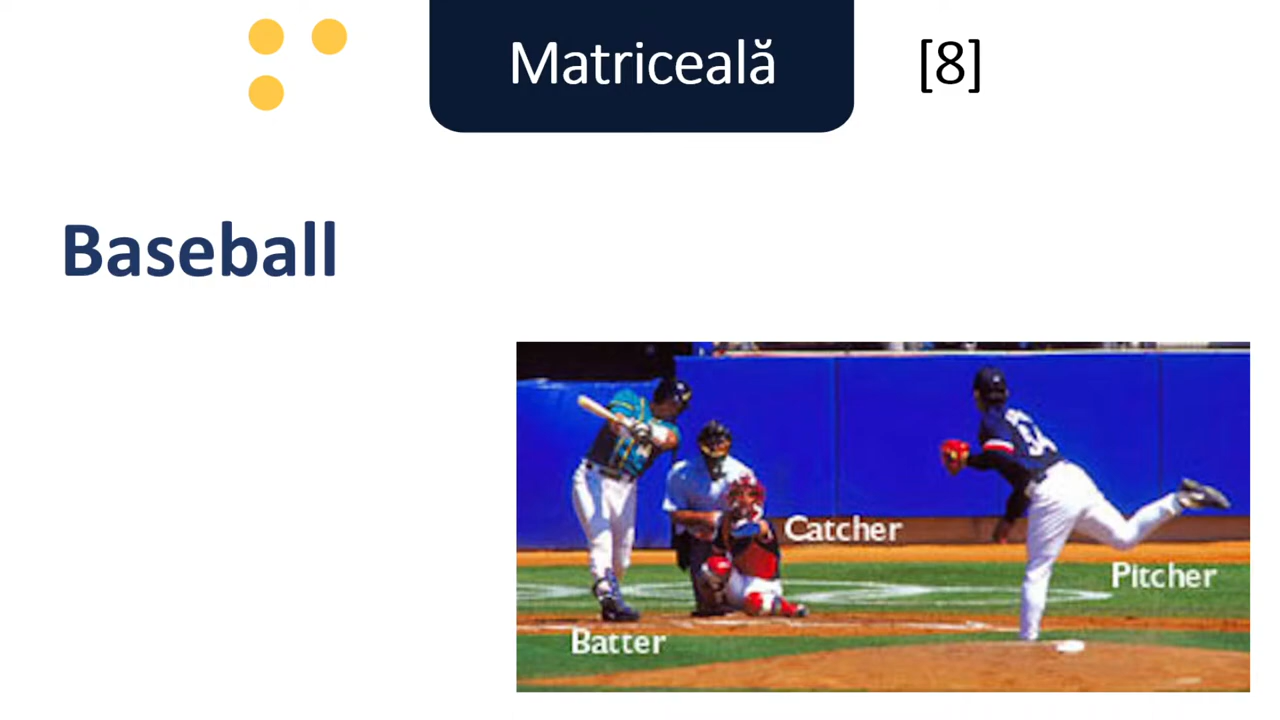 Matriceală [8]
Baseball
Catcher
Pitcher
Batter